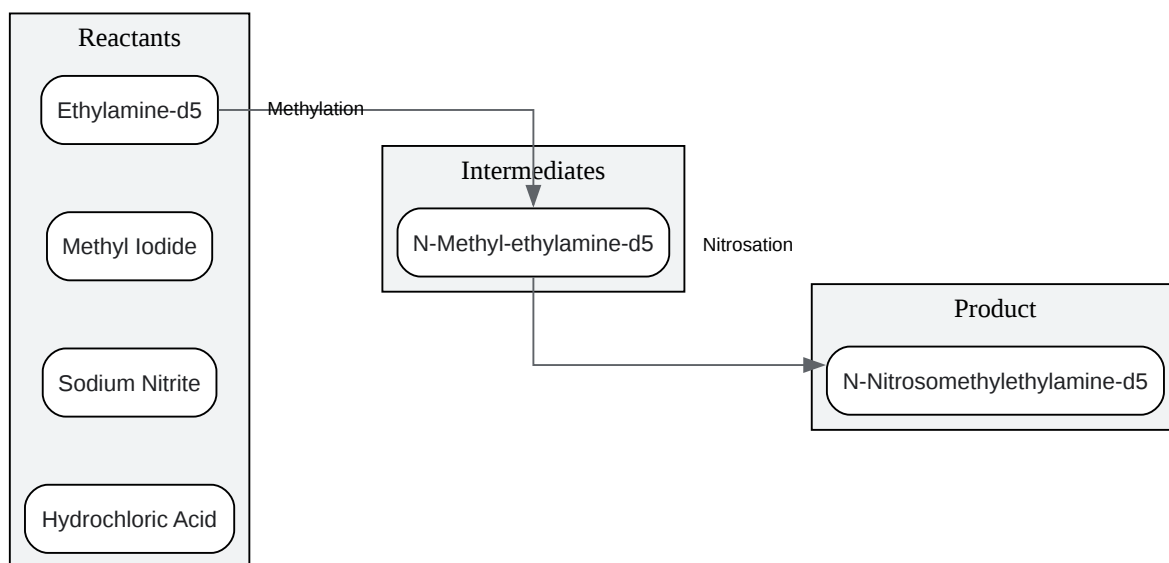 Reactants
Ethylamine-d5
Methylation
Methyl Iodide
Sodium Nitrite
Hydrochloric Acid
Intermediates
N-Methyl-ethylamine-d5
Nitrosation
Product
N-Nitrosomethylethylamine-d5